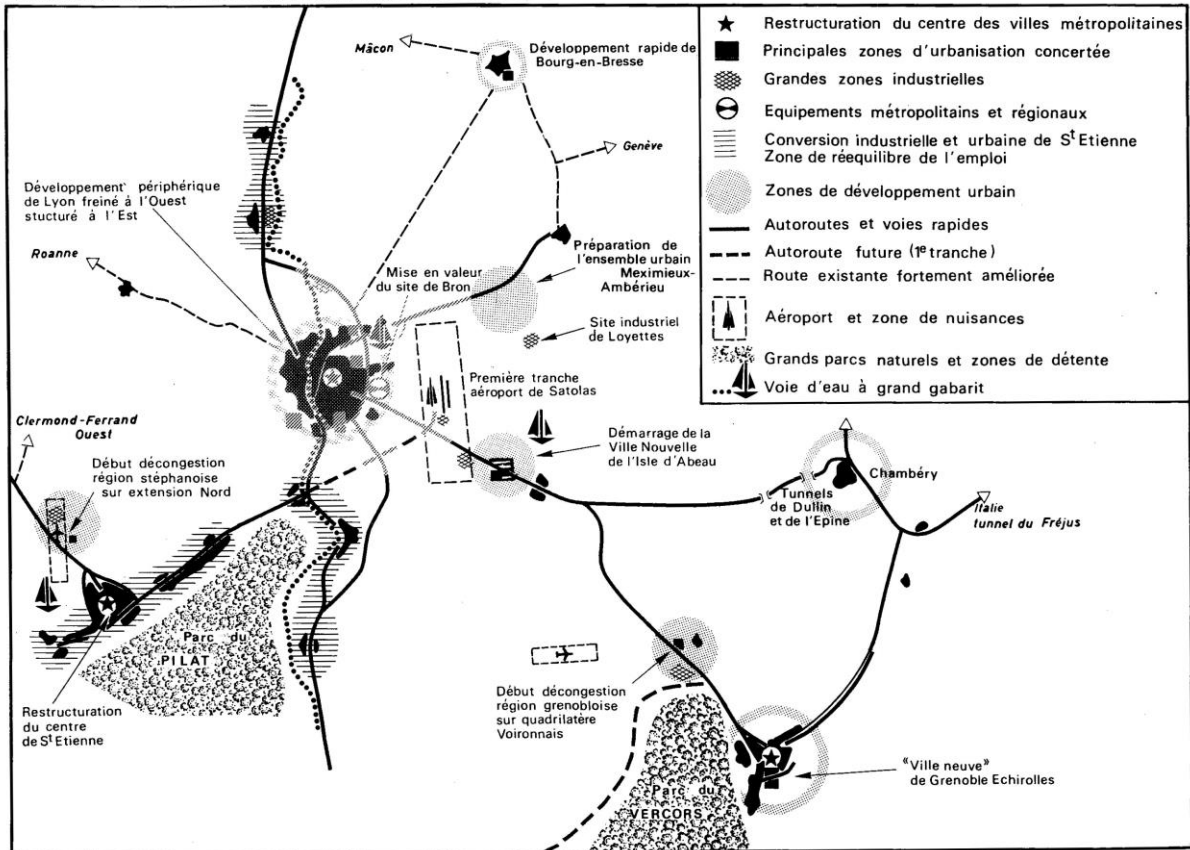 Mâcon
Développement rapide de
Bourg-en-Bresse
Genève
Développement périphérique
de Lyon freiné à l'Ouest
stucturé à l'Est
Roanne
Mise en valeur
du site de Bron
Préparation de
l'ensemble urbain
Meximieux-
Ambérieu
Site industriel
de Loyettes
Première tranche
aéroport de Satolas
Clermond-Ferrand
Ouest
Début décongestion
région stéphanoise
sur extension Nord
Démarrage de la
Ville Nouvelle
de l'Isle d'Abeau
Chambéry
Tunnels
de Dullin
et de l'Epine
Italie
tunnel du Fréjus
Parc du
PILAT
Restructuration
du centre
de St Etienne
Début décongestion
région grenobloise
sur quadrilatère
Voironnais
Parc du
VERCORS
«Ville neuve»
de Grenoble Echirolles
Restructuration du centre des villes métropolitaines
Principales zones d'urbanisation concertée
Grandes zones industrielles
Equipements métropolitains et régionaux
Conversion industrielle et urbaine de St Etienne
Zone de réequilibre de l'emploi
Zones de développement urbain
Autoroutes et voies rapides
Autoroute future (1e tranche)
Route existante fortement améliorée
Aéroport et zone de nuisances
Grands parcs naturels et zones de détente
Voie d'eau à grand gabarit